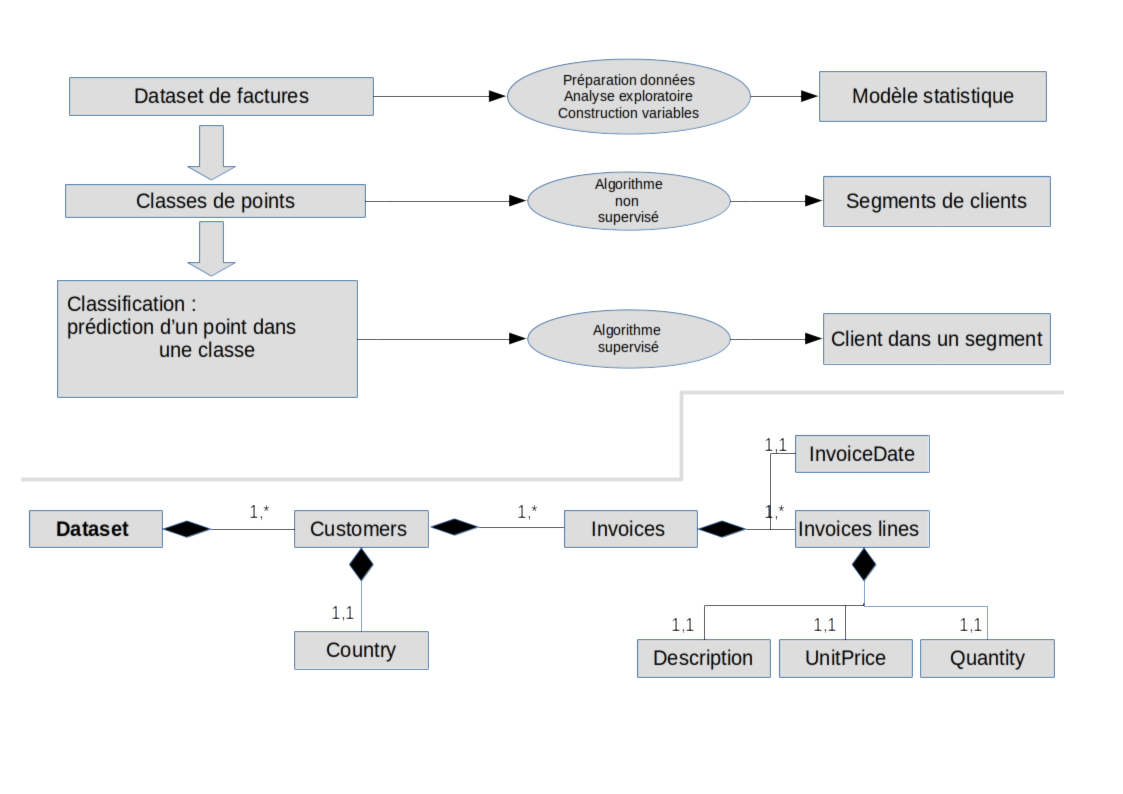 Dataset de factures
Préparation données
Analyse exploratoire
Construction variables
Modèle statistique
Classes de points
Algorithme
non
supervisé
Segments de clients
Classification :
prédiction d'un point dans
une classe
Algorithme
supervisé
Client dans un segment
1,1
InvoiceDate
Dataset
1,*
Customers
1,*
Invoices
1,*
Invoices lines
1,1
Country
1,1
1,1
1,1
Description
UnitPrice
Quantity